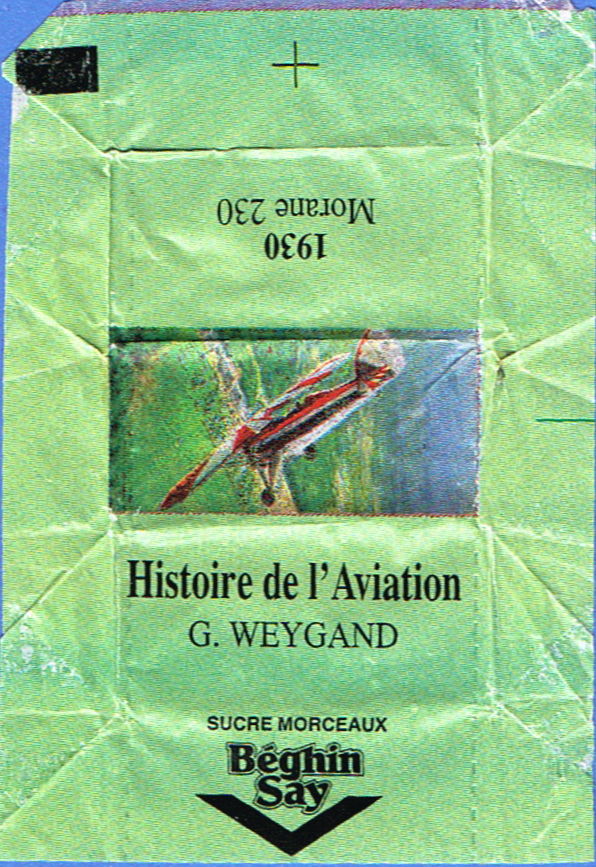 Morane 230
1930
Histoire de l'Aviation
G. WEYGAND
SUCRE MORCEAUX
Béghin
Say